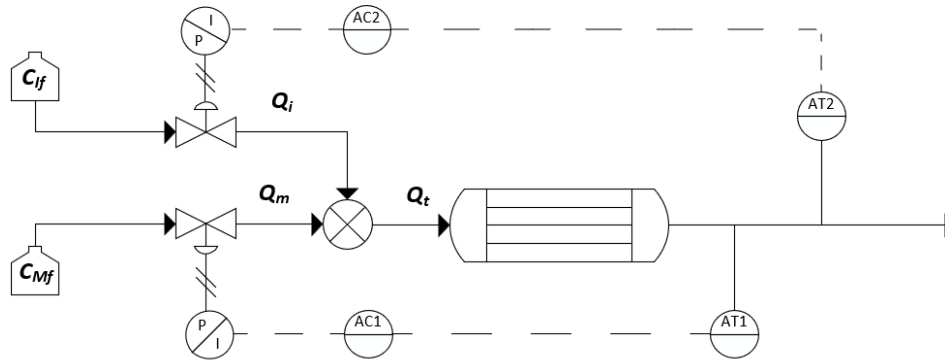 I
P
AC2
C_If
Q_i
AT2
Q_m
Q_t
C_Mf
P
I
AC1
AT1